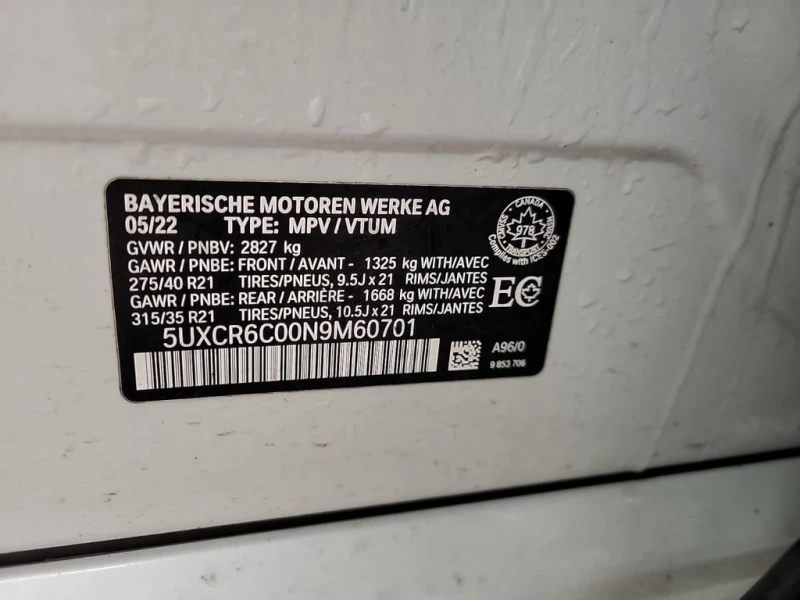 BAYERISCHE MOTOREN WERKE AG
05/22 TYPE: MPV / VTUM
GVWR / PNBV: 2827 kg
GAWR / PNBE: FRONT / AVANT - 1325 kg WITH/AVEC
275/40 R21 TIRES/PNEUS, 9.5J x 21 RIMS/JANTES
GAWR / PNBE: REAR / ARRIÈRE - 1668 kg WITH/AVEC
315/35 R21 TIRES/PNEUS, 10.5J x 21 RIMS/JANTES
5UXCR6C00N9M60701
CANADA
978
TRANSPORT
ICES-002
EC
A96/0
9 853 706